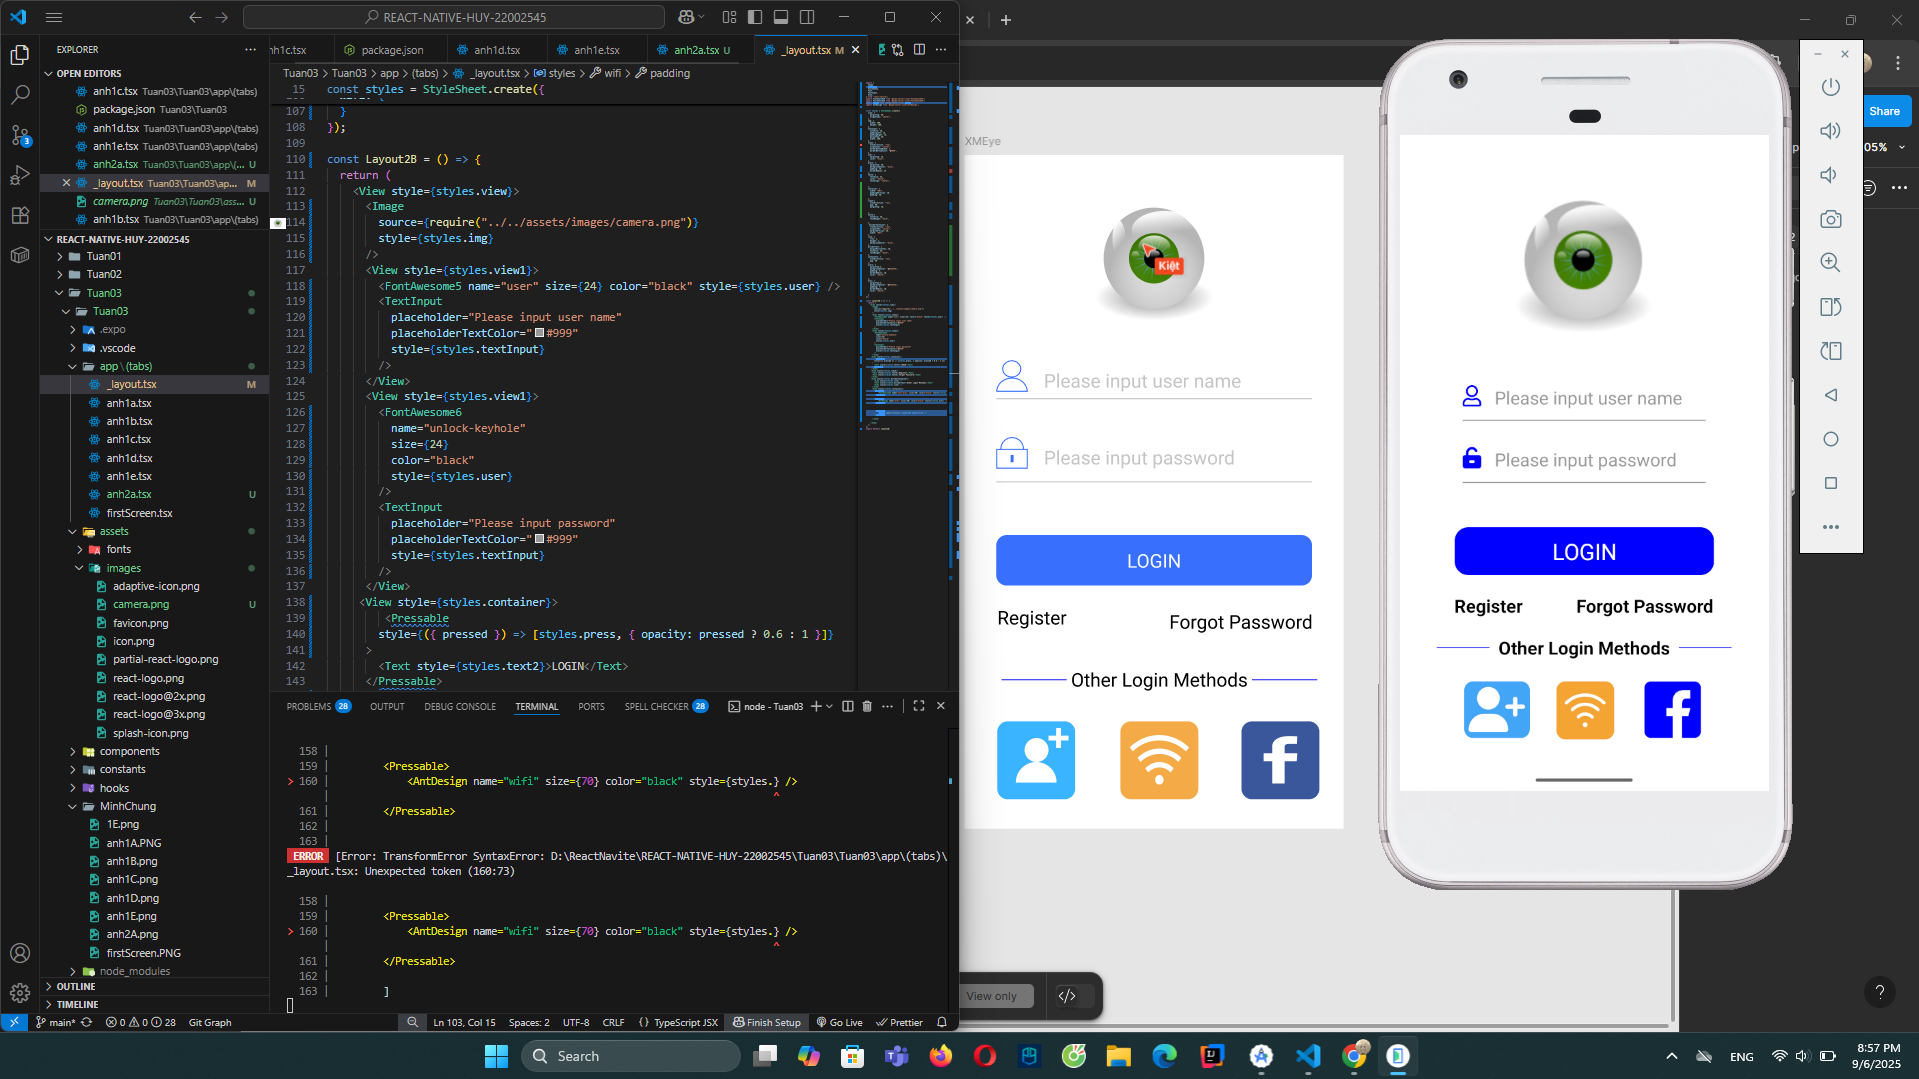 REACT-NATIVE-HUY-22002545
EXPLORER
OPEN EDITORS
anh1c.tsx Tuan03\Tuan03\app\(tabs)
package.json Tuan03\Tuan03
anh1d.tsx Tuan03\Tuan03\app\(tabs)
anh1e.tsx Tuan03\Tuan03\app\(tabs)
anh2a.tsx Tuan03\Tuan03\app\(... U
_layout.tsx Tuan03\Tuan03\ap... M
camera.png Tuan03\Tuan03\ass... U
anh1b.tsx Tuan03\Tuan03\app\(tabs)
REACT-NATIVE-HUY-22002545
Tuan01
Tuan02
Tuan03
Tuan03
.expo
.vscode
app\(tabs)
_layout.tsx M
anh1a.tsx
anh1b.tsx
anh1c.tsx
anh1d.tsx
anh1e.tsx
anh2a.tsx U
firstScreen.tsx
assets
fonts
images
adaptive-icon.png
camera.png U
favicon.png
icon.png
partial-react-logo.png
react-logo.png
react-logo@2x.png
react-logo@3x.png
splash-icon.png
components
constants
hooks
MinhChung
1E.png
anh1A.PNG
anh1B.png
anh1C.png
anh1D.png
anh1E.png
anh2A.png
firstScreen.PNG
node_modules
OUTLINE
TIMELINE
nh1c.tsx package.json anh1d.tsx anh1e.tsx anh2a.tsx U _layout.tsx M
Tuan03 > Tuan03 > app > (tabs) > _layout.tsx > styles > wifi > padding
15 const styles = StyleSheet.create({
107 }
108 });
109
110 const Layout2B = () => {
111 return (
112 <View style={styles.view}>
113 <Image
114 source={require("../../assets/images/camera.png")}
115 style={styles.img}
116 />
117 <View style={styles.view1}>
118 <FontAwesome5 name="user" size={24} color="black" style={styles.user} />
119 <TextInput
120 placeholder="Please input user name"
121 placeholderTextColor="#999"
122 style={styles.textInput}
123 />
124 </View>
125 <View style={styles.view1}>
126 <FontAwesome6
127 name="unlock-keyhole"
128 size={24}
129 color="black"
130 style={styles.user}
131 />
132 <TextInput
133 placeholder="Please input password"
134 placeholderTextColor="#999"
135 style={styles.textInput}
136 />
137 </View>
138 <View style={styles.container}>
139 <Pressable
140 style={({ pressed }) => [styles.press, { opacity: pressed ? 0.6 : 1 }]}
141 >
142 <Text style={styles.text2}>LOGIN</Text>
143 </Pressable>
PROBLEMS 28 OUTPUT DEBUG CONSOLE TERMINAL PORTS SPELL CHECKER 28 node - Tuan03
158 |
159 | <Pressable>
> 160 | <AntDesign name="wifi" size={70} color="black" style={styles.} />
| ^
161 | </Pressable>
162 |
163 |
ERROR [Error: TransformError SyntaxError: D:\ReactNavite\REACT-NATIVE-HUY-22002545\Tuan03\Tuan03\app\(tabs)\
_layout.tsx: Unexpected token (160:73)
158 |
159 | <Pressable>
> 160 | <AntDesign name="wifi" size={70} color="black" style={styles.} />
| ^
161 | </Pressable>
162 |
163 | ]
main* 0 0 28 Git Graph Ln 103, Col 15 Spaces: 2 UTF-8 CRLF {} TypeScript JSX Finish Setup Go Live Prettier
XMEye
Kiệt
Please input user name
Please input password
LOGIN
Register
Forgot Password
Other Login Methods
View only
Please input user name
Please input password
LOGIN
Register
Forgot Password
Other Login Methods
Share
05%
?
Search
ENG
8:57 PM
9/6/2025